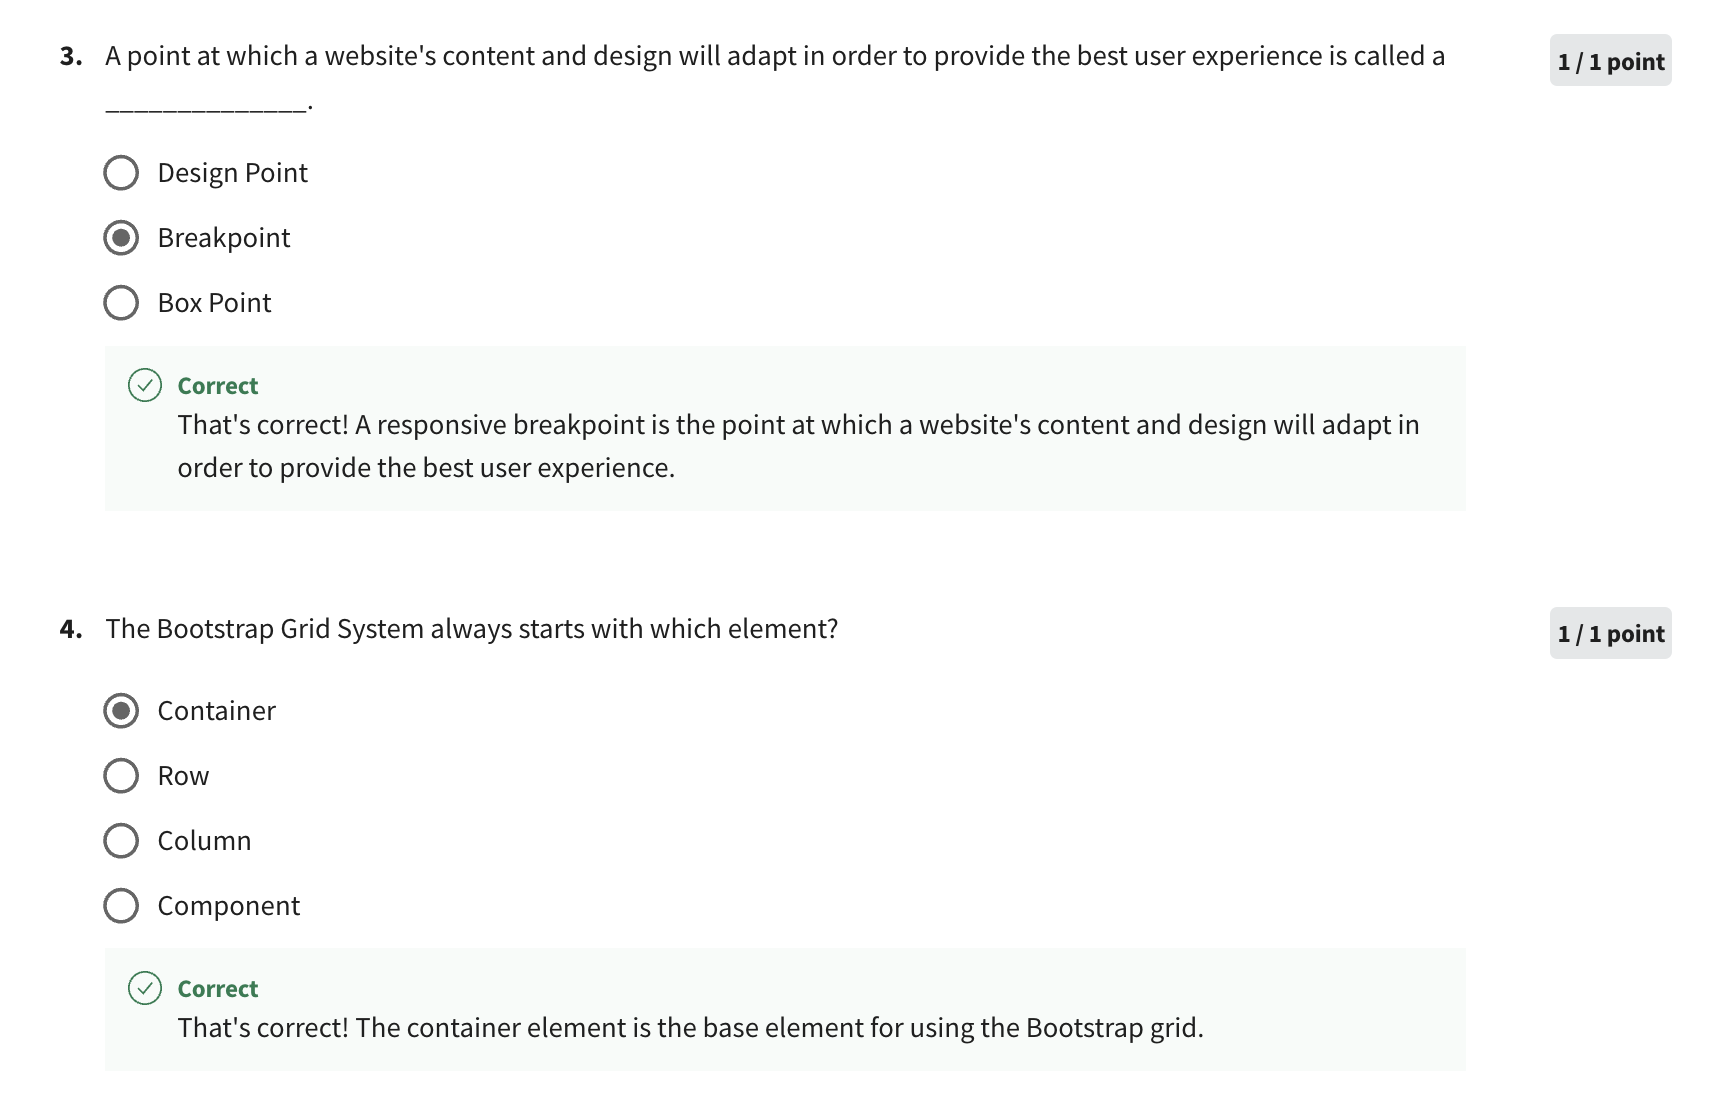 3. A point at which a website's content and design will adapt in order to provide the best user experience is called a
______________.
1 / 1 point
Design Point
Breakpoint
Box Point
Correct
That's correct! A responsive breakpoint is the point at which a website's content and design will adapt in
order to provide the best user experience.
4. The Bootstrap Grid System always starts with which element?
1 / 1 point
Container
Row
Column
Component
Correct
That's correct! The container element is the base element for using the Bootstrap grid.